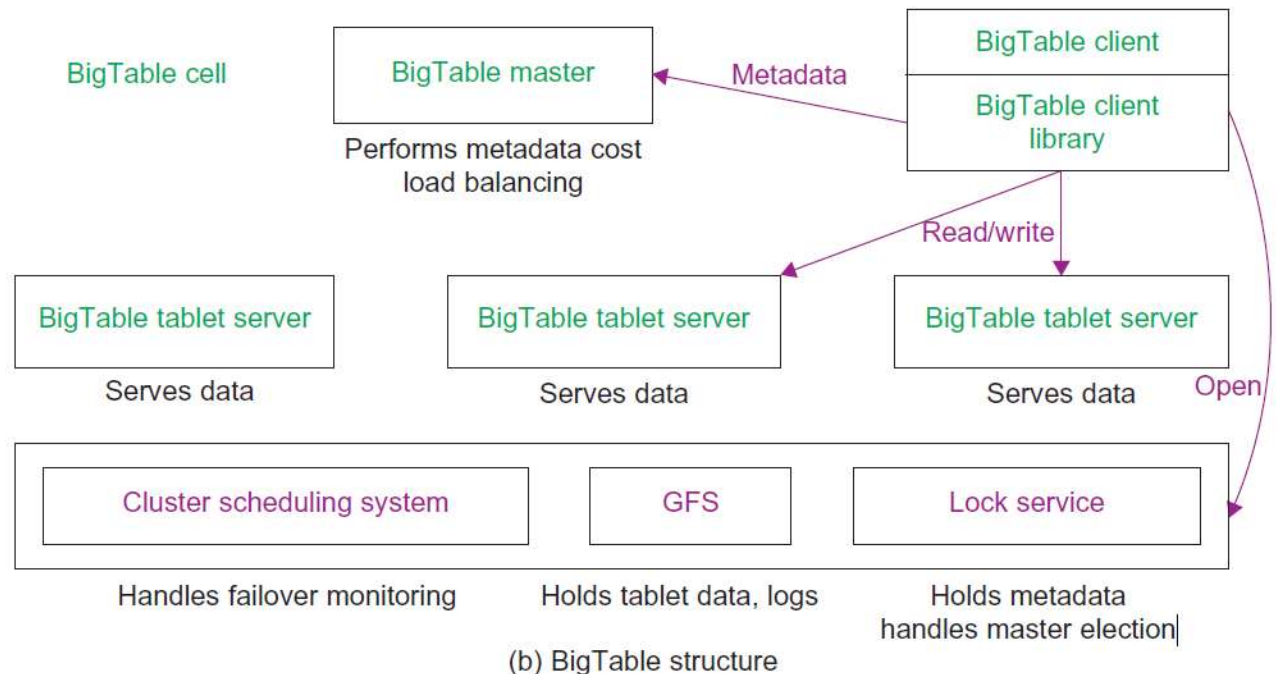 BigTable client
BigTable cell
BigTable master
Metadata
BigTable client
library
Performs metadata cost
load balancing
Read/write
BigTable tablet server
BigTable tablet server
BigTable tablet server
Serves data
Serves data
Serves data
Open
Cluster scheduling system
GFS
Lock service
Handles failover monitoring
Holds tablet data, logs
Holds metadata
handles master election
(b) BigTable structure